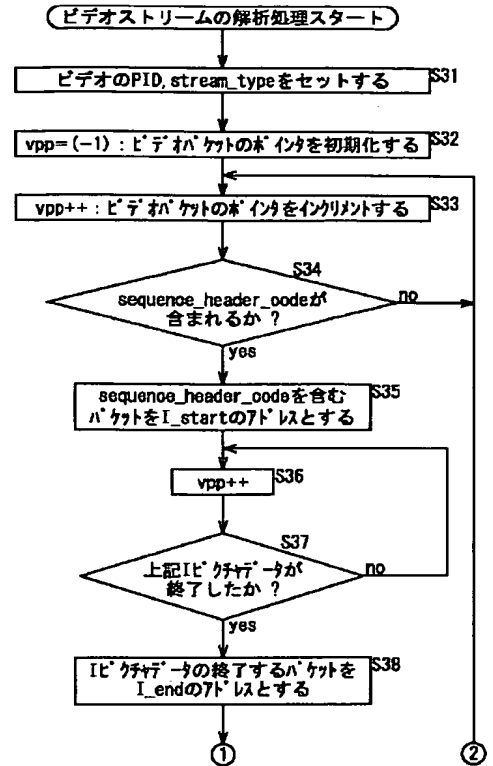 ビデオストリームの解析処理スタート
ビデオのPID,stream_typeをセットする
S31
vpp=(-1):ビデオパケットのポインタを初期化する
S32
vpp++:ビデオパケットのポインタをインクリメントする
S33
S34
sequence_header_codeが
含まれるか?
no
yes
sequence_header_codeを含む
パケットをI_startのアドレスとする
S35
vpp++
S36
S37
上記Iピクチャデータが
終了したか?
no
yes
Iピクチャデータの終了するパケットを
I_endのアドレスとする
S38
①
②